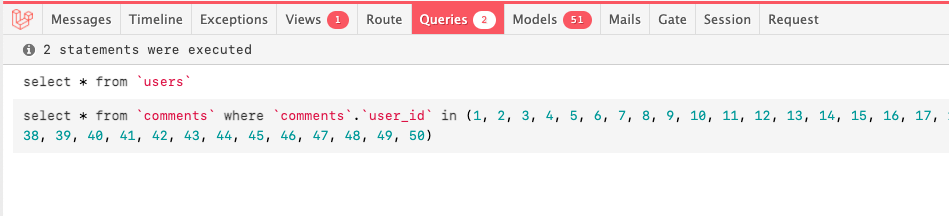 Messages Timeline Exceptions Views 1 Route Queries 2 Models 51 Mails Gate Session Request
2 statements were executed
select * from `users`
select * from `comments` where `comments`.`user_id` in (1, 2, 3, 4, 5, 6, 7, 8, 9, 10, 11, 12, 13, 14, 15, 16, 17,
38, 39, 40, 41, 42, 43, 44, 45, 46, 47, 48, 49, 50)